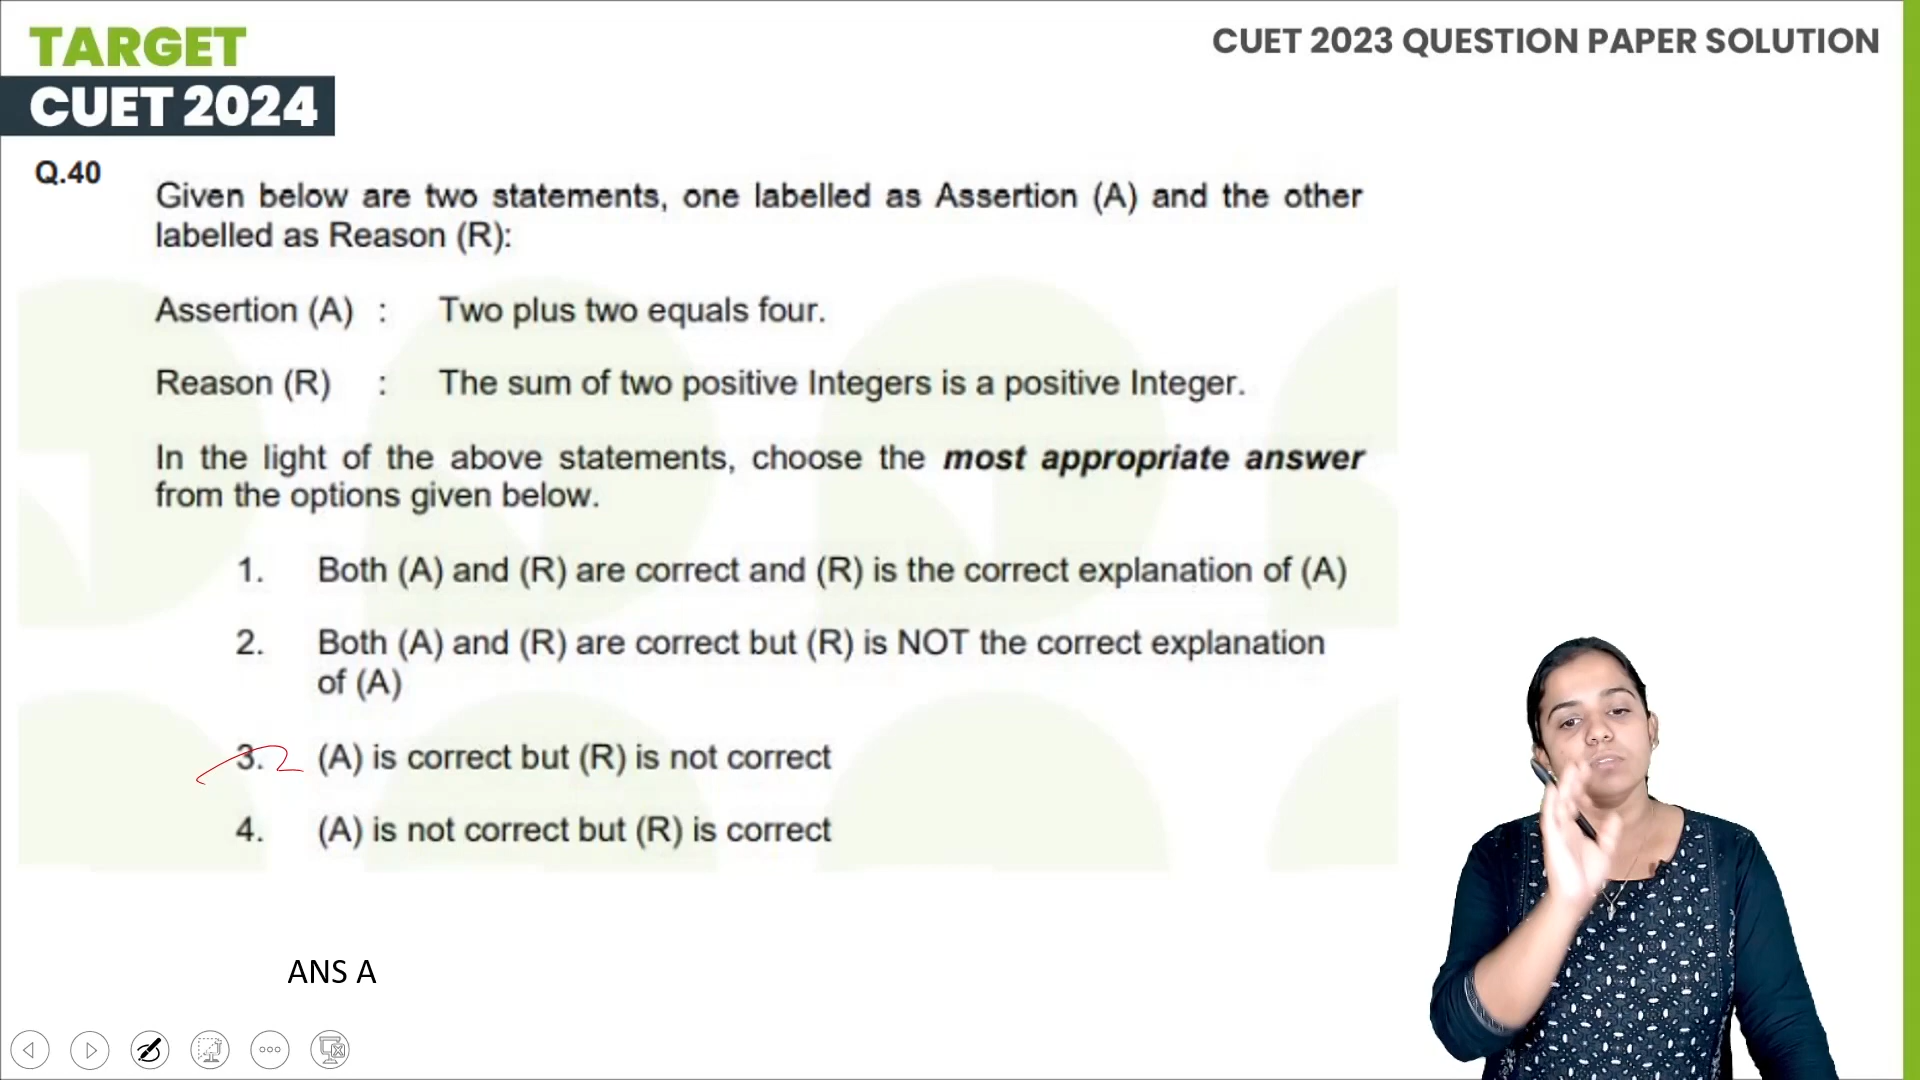 TARGET
CUET 2024
CUET 2023 QUESTION PAPER SOLUTION
Q.40
Given below are two statements, one labelled as Assertion (A) and the other
labelled as Reason (R):
Assertion (A) : Two plus two equals four.
Reason (R) : The sum of two positive Integers is a positive Integer.
In the light of the above statements, choose the most appropriate answer
from the options given below.
1. Both (A) and (R) are correct and (R) is the correct explanation of (A)
2. Both (A) and (R) are correct but (R) is NOT the correct explanation
of (A)
3. (A) is correct but (R) is not correct
4. (A) is not correct but (R) is correct
ANS A